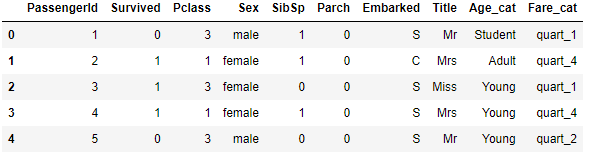 PassengerId Survived Pclass Sex SibSp Parch Embarked Title Age_cat Fare_cat
0 1 0 3 male 1 0 S Mr Student quart_1
1 2 1 1 female 1 0 C Mrs Adult quart_4
2 3 1 3 female 0 0 S Miss Young quart_1
3 4 1 1 female 1 0 S Mrs Young quart_4
4 5 0 3 male 0 0 S Mr Young quart_2